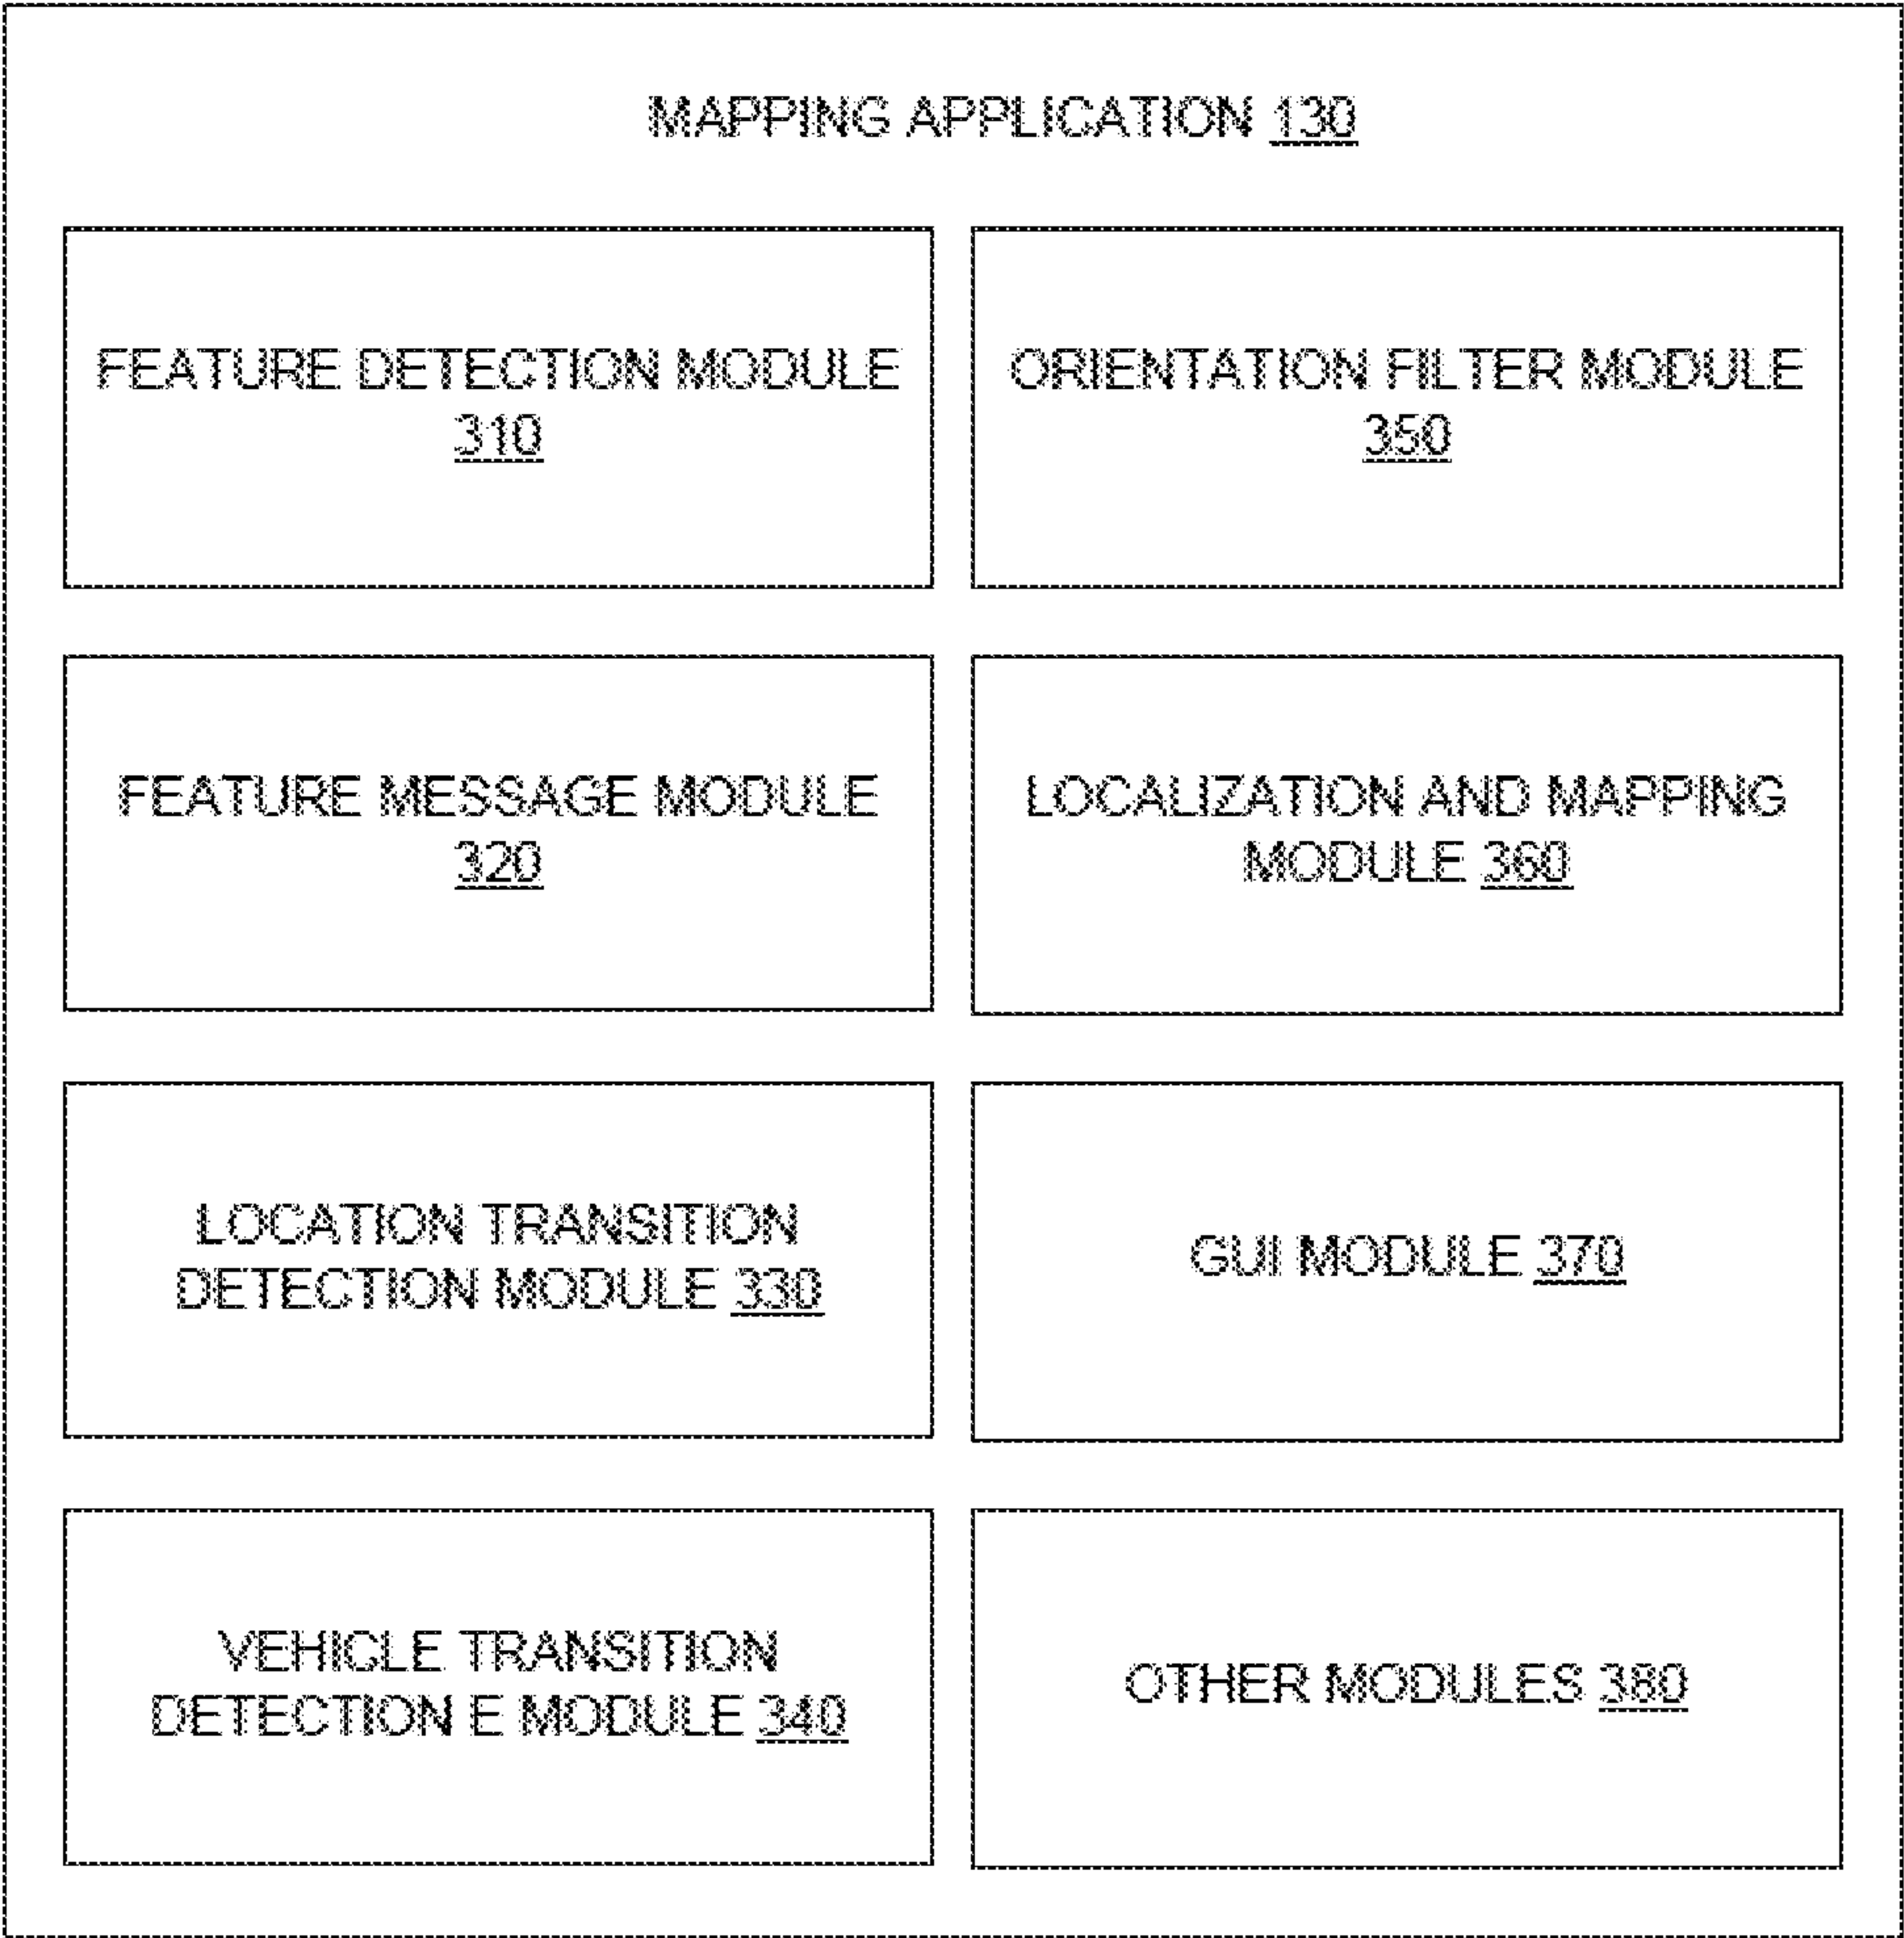 MAPPING APPLICATION 130
FEATURE DETECTION MODULE
310
ORIENTATION FILTER MODULE
350
FEATURE MESSAGE MODULE
320
LOCALIZATION AND MAPPING
MODULE 360
LOCATION TRANSITION
DETECTION MODULE 330
GUI MODULE 370
VEHICLE TRANSITION
DETECTION E MODULE 340
OTHER MODULES 380